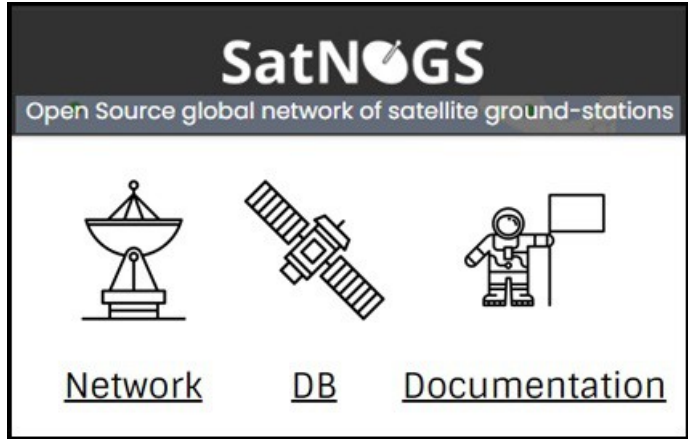 SatNOGS
Open Source global network of satellite ground-stations
Network DB Documentation